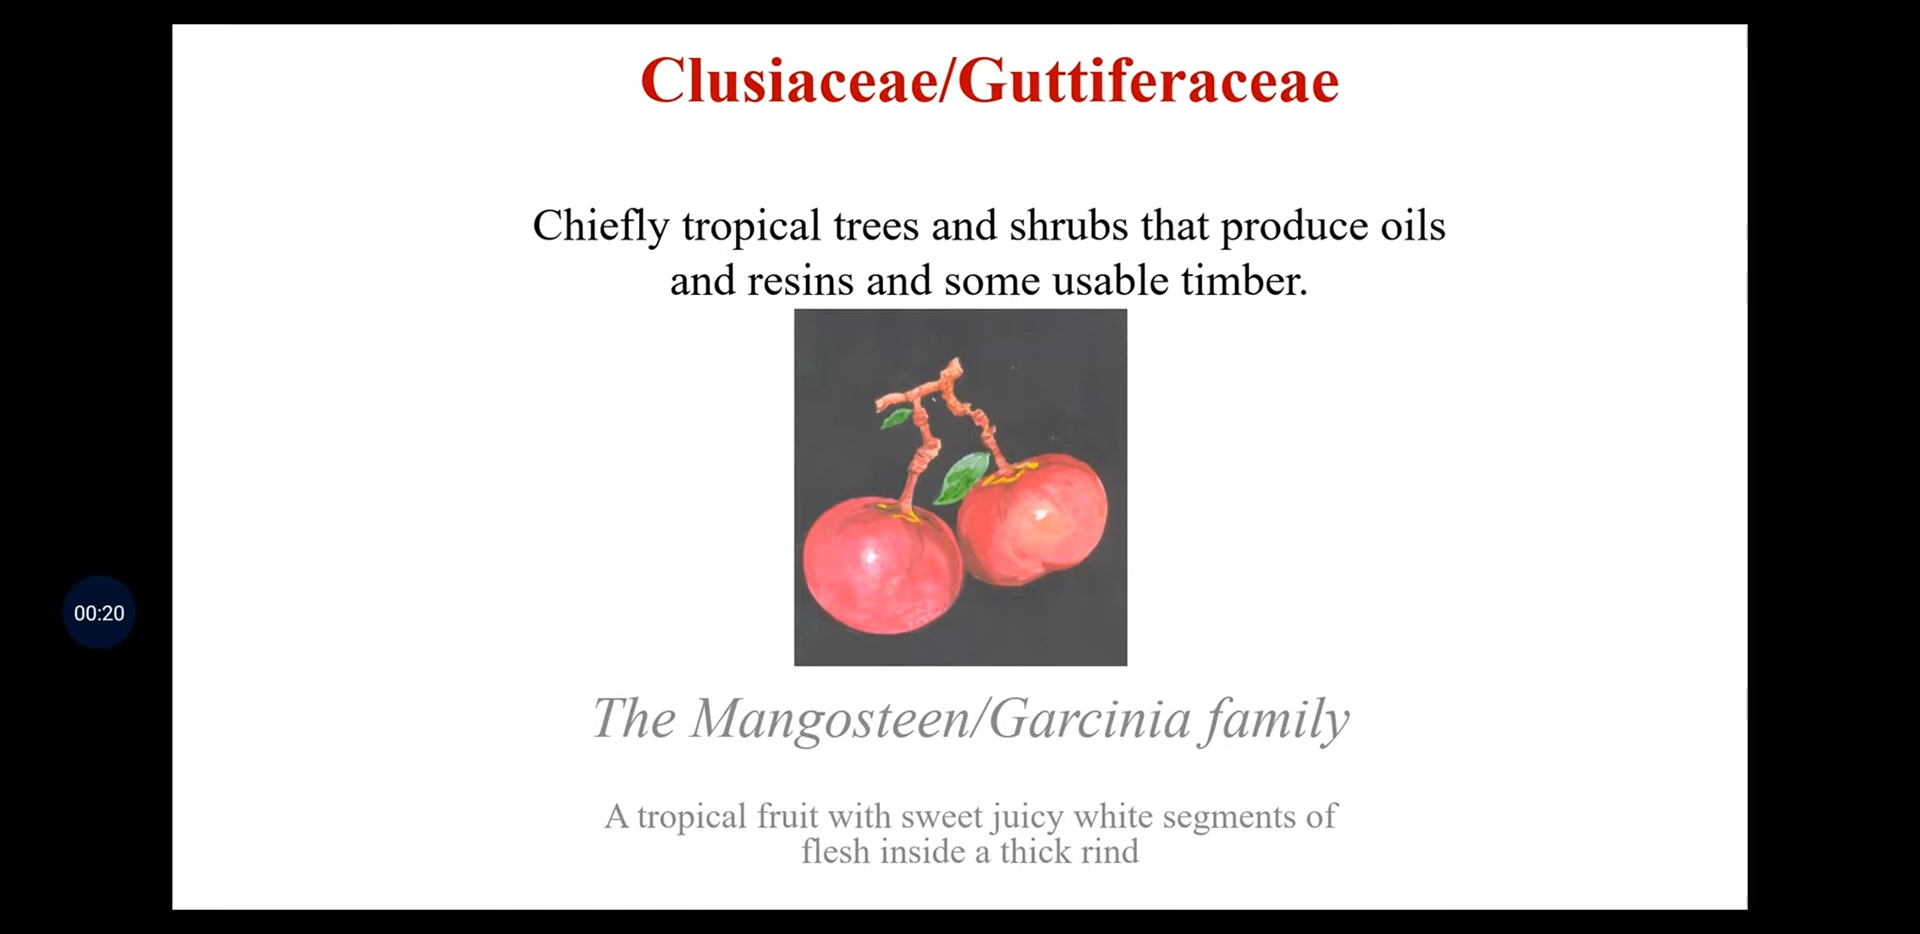 Clusiaceae/Guttiferaceae
Chiefly tropical trees and shrubs that produce oils
and resins and some usable timber.
00:20
The Mangosteen/Garcinia family
A tropical fruit with sweet juicy white segments of
flesh inside a thick rind